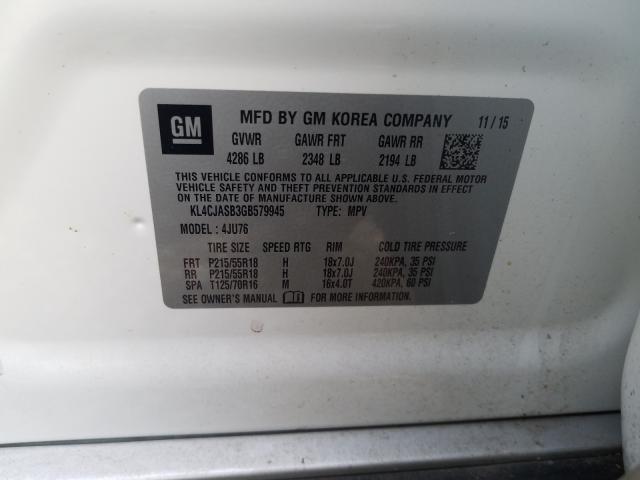 GM MFD BY GM KOREA COMPANY 11/15
GVWR GAWR FRT GAWR RR
4286 LB 2348 LB 2194 LB
THIS VEHICLE CONFORMS TO ALL APPLICABLE U.S. FEDERAL MOTOR
VEHICLE SAFETY AND THEFT PREVENTION STANDARDS IN EFFECT
ON THE DATE OF MANUFACTURE SHOWN ABOVE.
KL4CJASB3GB579945 TYPE: MPV
MODEL : 4JU76
TIRE SIZE SPEED RTG RIM COLD TIRE PRESSURE
FRT P215/55R18 H 18x7.0J 240KPA, 35 PSI
RR P215/55R18 H 18x7.0J 240KPA, 35 PSI
SPA T125/70R16 M 16x4.0T 420KPA, 60 PSI
SEE OWNER'S MANUAL FOR MORE INFORMATION.